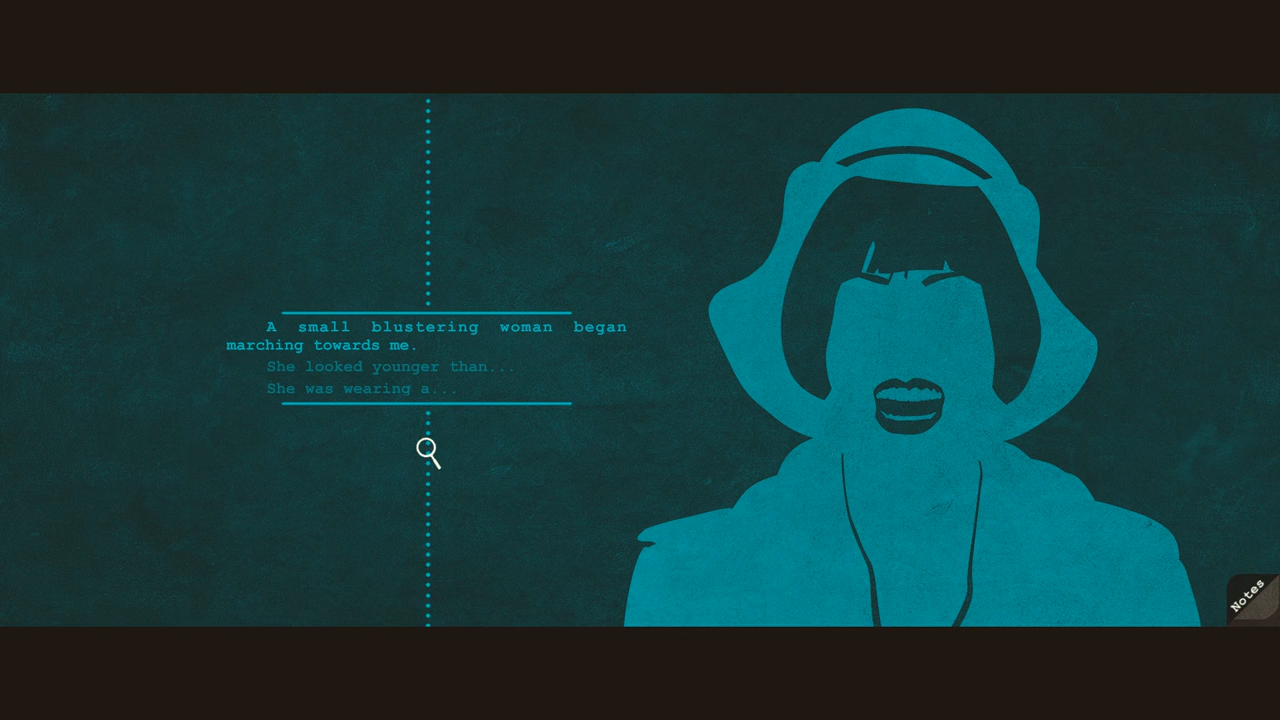 A small blustering woman began
marching towards me.
She looked younger than...
She was wearing a...
Notes